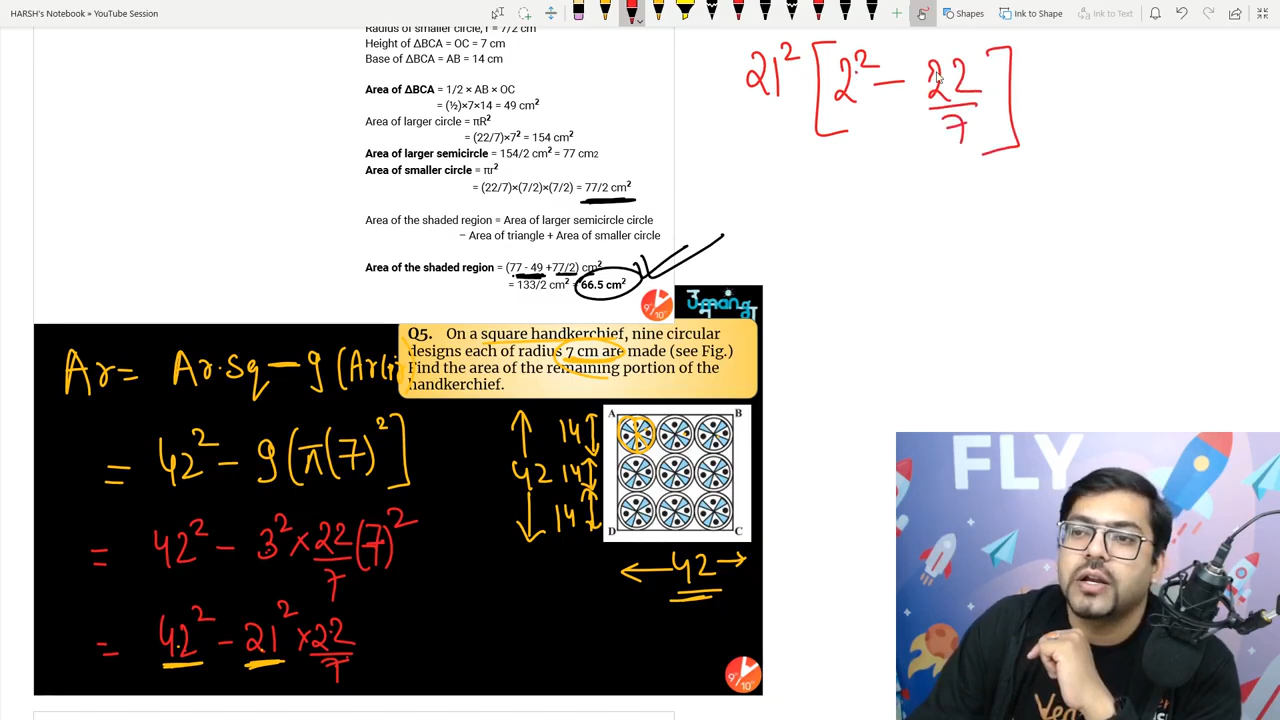 HARSH's Notebook » YouTube Session
Shapes
Ink to Shape
Ink to Text
Radius of smaller circle, r = 7/2 cm
Height of ΔBCA = OC = 7 cm
Base of ΔBCA = AB = 14 cm
Area of ΔBCA = 1/2 × AB × OC
= (½)×7×14 = 49 cm²
Area of larger circle = πR²
= (22/7)×7² = 154 cm²
Area of larger semicircle = 154/2 cm² = 77 cm2
Area of smaller circle = πr²
= (22/7)×(7/2)×(7/2) = 77/2 cm²
Area of the shaded region = Area of larger semicircle circle
− Area of triangle + Area of smaller circle
Area of the shaded region = (77 - 49 +77/2) cm²
= 133/2 cm² = 66.5 cm²
21² [2² − 22/7]
उमंग
9th 10th
Q5. On a square handkerchief, nine circular
designs each of radius 7 cm are made (see Fig.)
Find the area of the remaining portion of the
handkerchief.
Ar = Ar.Sq − 9 (Ar
= 42² − 9(π(7)²]
= 42² − 3² × 22/7 (7)²
= 42² − 21² × 22/7
A B
14
42 14
14
D C
42
9th 10th
FLY